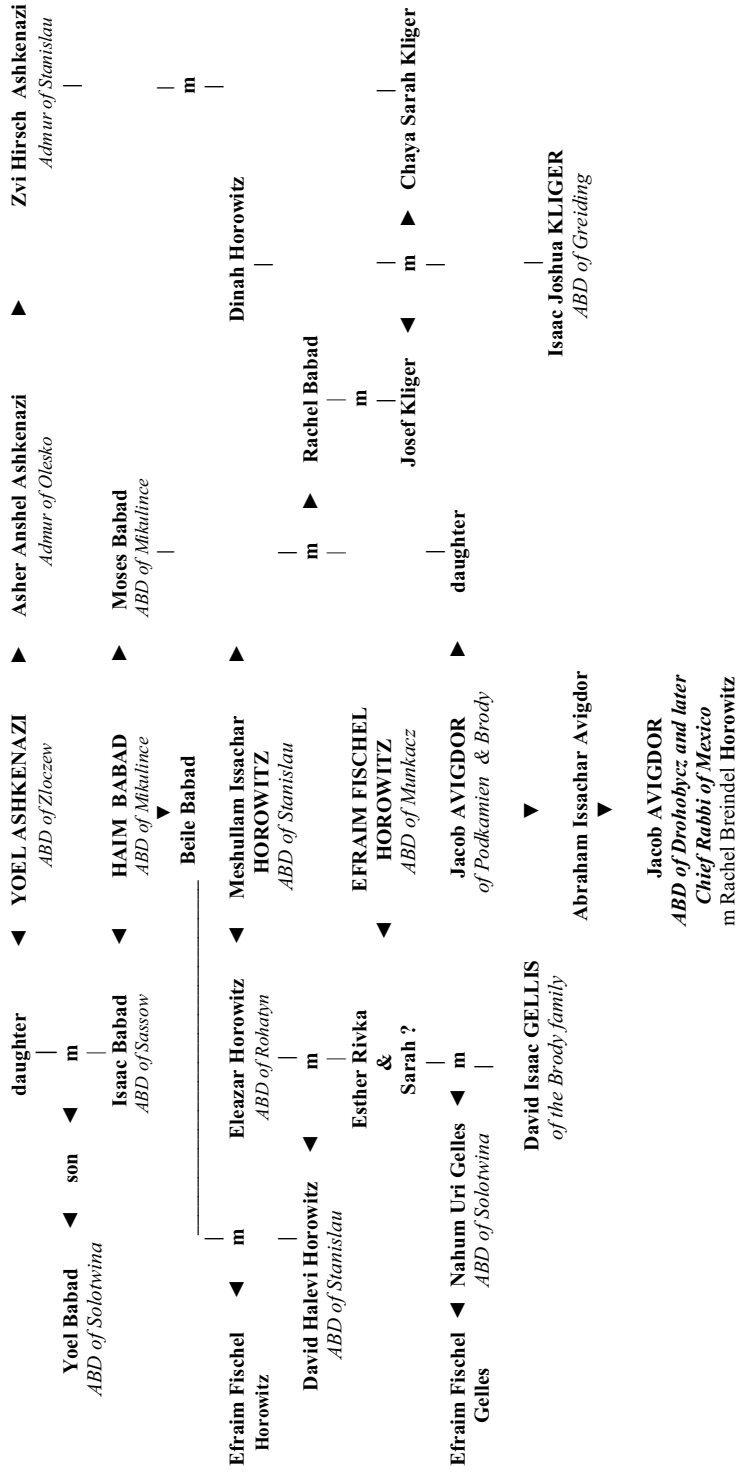 daughter YOEL ASHKENAZI Asher Anshel Ashkenazi Zvi Hirsch Ashkenazi
ABD of Zloczew Admur of Olesko Admur of Stanislau
Yoel Babad son m
ABD of Solotwina
Isaac Babad HAIM BABAD Moses Babad
ABD of Sassow ABD of Mikulince ABD of Mikulince
Beile Babad m
Efraim Fischel m Eleazar Horowitz Meshullam Issachar Dinah Horowitz
Horowitz ABD of Rohatyn HOROWITZ
ABD of Stanislau
David Halevi Horowitz m m Rachel Babad
ABD of Stanislau
Esther Rivka EFRAIM FISCHEL m
& HOROWITZ
Sarah ? ABD of Munkacz Josef Kliger m Chaya Sarah Kliger
Efraim Fischel Nahum Uri Gelles m Jacob AVIGDOR daughter
Gelles ABD of Solotwina of Podkamien & Brody
David Isaac GELLIS Isaac Joshua KLIGER
of the Brody family ABD of Greiding
Abraham Issachar Avigdor
Jacob AVIGDOR
ABD of Drohobycz and later
Chief Rabbi of Mexico
m Rachel Breindel Horowitz